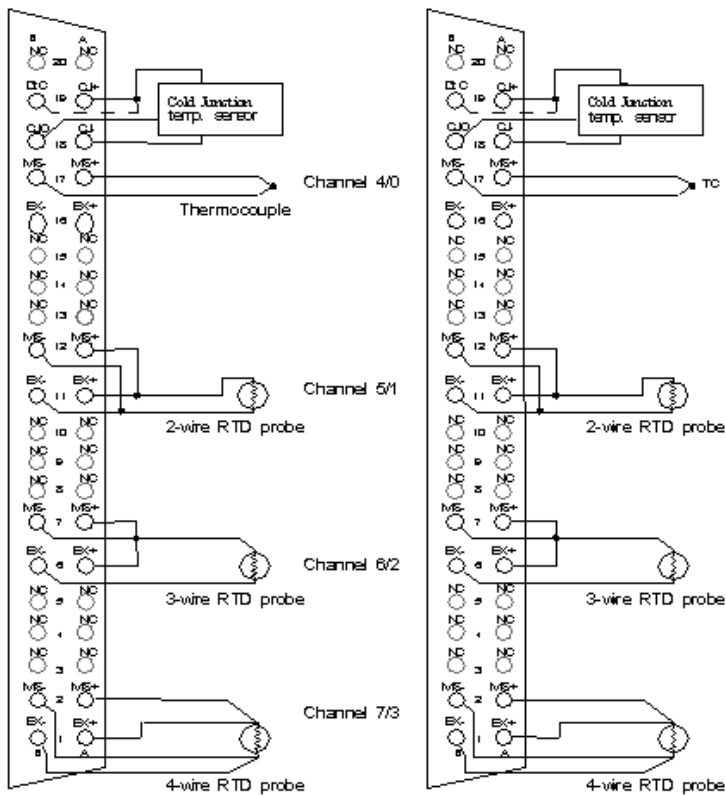 B A B A
NC NC NC NC
20 20
CJC CJ+ CJC CJ+
19 19
Cold Junction temp. sensor Cold Junction temp. sensor
CJC CJ- CJC CJ-
18 18
MS- MS+ MS- MS+
17 Channel 4/0 17 TC
Thermocouple
EX- EX+ EX- EX+
16 16
NC NC NC NC
15 15
NC NC NC NC
14 14
NC NC NC NC
13 13
MS- MS+ MS- MS+
12 12
EX- EX+ Channel 5/1 EX- EX+
11 11
2-wire RTD probe 2-wire RTD probe
NC NC NC NC
10 10
NC NC NC NC
9 9
NC NC NC NC
8 8
MS- MS+ MS- MS+
7 7
EX- EX+ Channel 6/2 EX- EX+
6 6
3-wire RTD probe 3-wire RTD probe
NC NC NC NC
5 5
NC NC NC NC
4 4
NC NC NC NC
3 3
MS- MS+ MS- MS+
2 2
Channel 7/3
EX- EX+ EX- EX+
1 1
B A B A
4-wire RTD probe 4-wire RTD probe